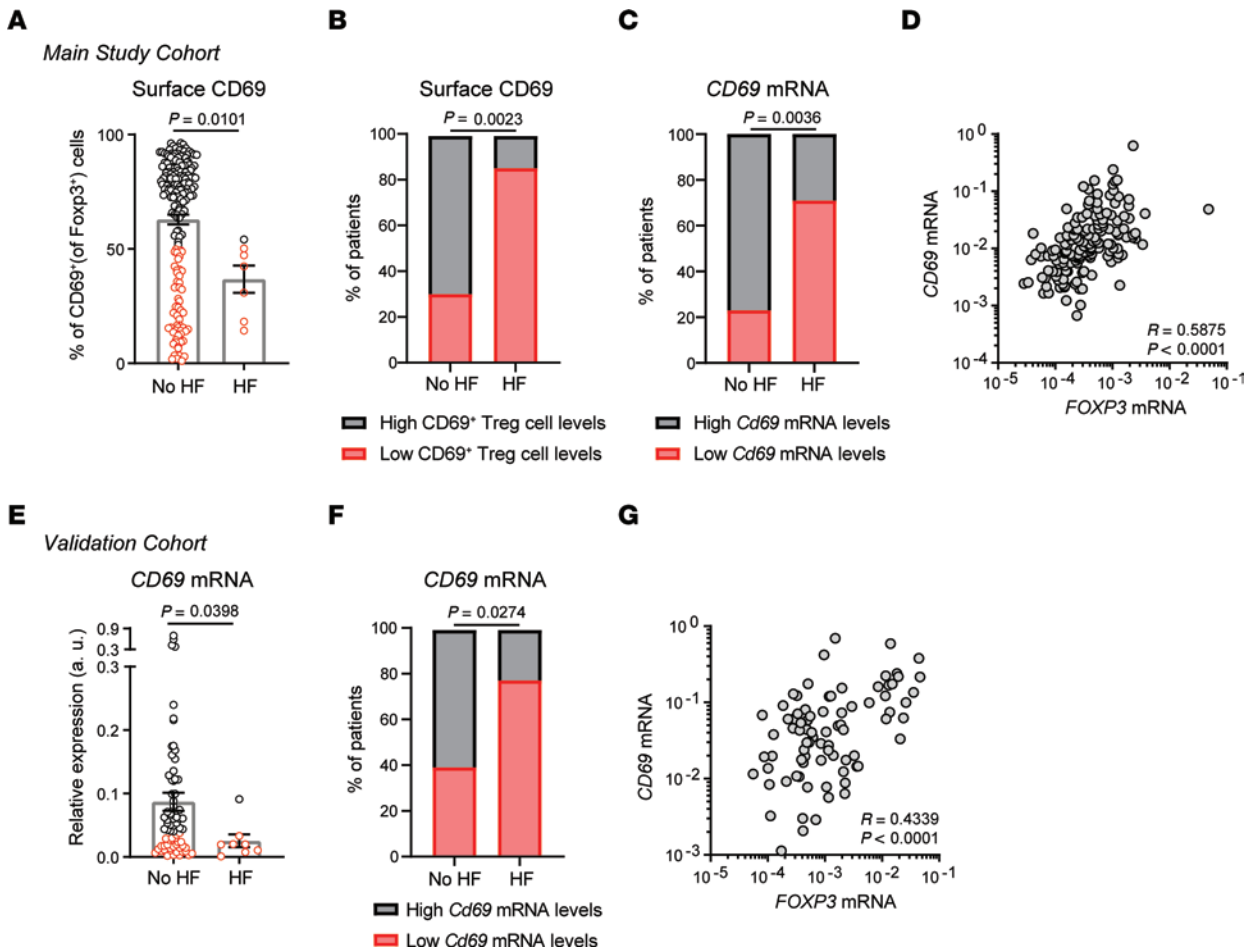 A
Main Study Cohort
Surface CD69
P = 0.0101
% of CD69⁺(of Foxp3⁺) cells
100
50
0
No HF
HF
B
Surface CD69
P = 0.0023
% of patients
100
80
60
40
20
0
No HF
HF
High CD69⁺ Treg cell levels
Low CD69⁺ Treg cell levels
C
CD69 mRNA
P = 0.0036
% of patients
100
80
60
40
20
0
No HF
HF
High Cd69 mRNA levels
Low Cd69 mRNA levels
D
CD69 mRNA
10⁰
10⁻¹
10⁻²
10⁻³
10⁻⁴
R = 0.5875
P < 0.0001
10⁻⁵
10⁻⁴
10⁻³
10⁻²
10⁻¹
FOXP3 mRNA
E
Validation Cohort
CD69 mRNA
P = 0.0398
Relative expression (a. u.)
0.9
0.3
0.3
0.2
0.1
0.0
No HF
HF
F
CD69 mRNA
P = 0.0274
% of patients
100
80
60
40
20
0
No HF
HF
High Cd69 mRNA levels
Low Cd69 mRNA levels
G
CD69 mRNA
10⁰
10⁻¹
10⁻²
10⁻³
R = 0.4339
P < 0.0001
10⁻⁵
10⁻⁴
10⁻³
10⁻²
10⁻¹
FOXP3 mRNA